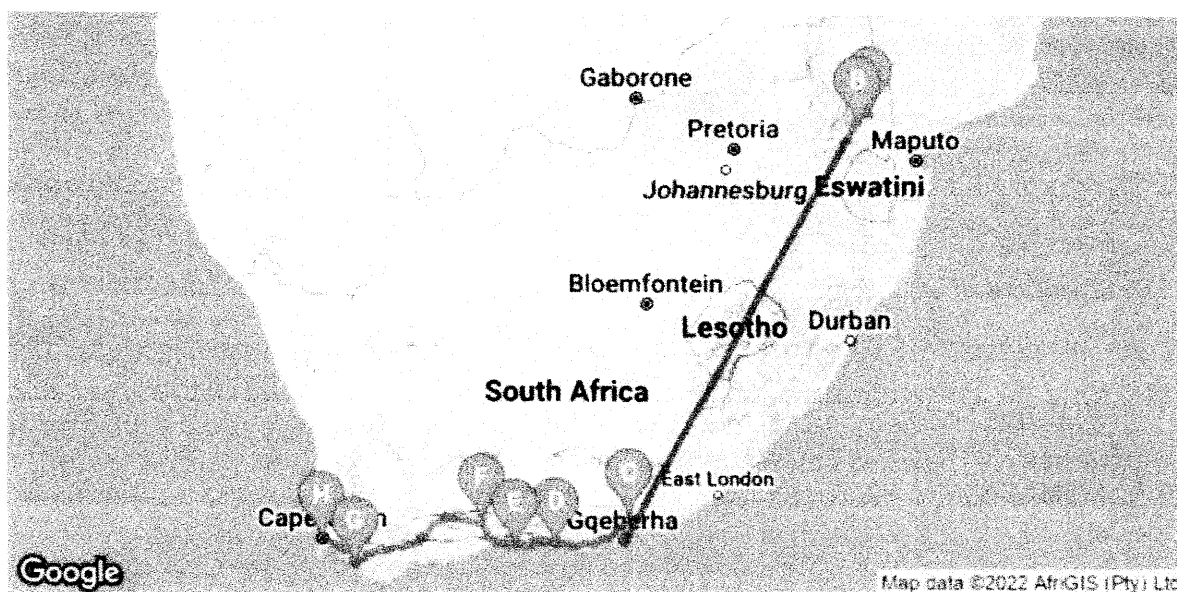 Gaborone
Pretoria
Maputo
Johannesburg
Eswatini
B
Bloemfontein
Lesotho
Durban
South Africa
East London
H
G
F
E
D
Gqeberha
Google
Map data ©2022 AfriGIS (Pty) Ltd